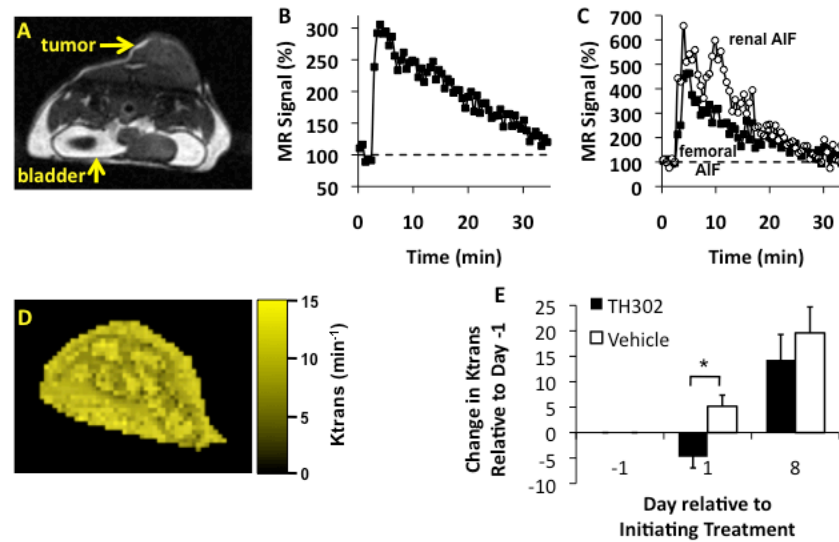 A
tumor
bladder
B
MR Signal (%)
300
250
200
150
100
50
0 10 20 30
Time (min)
C
MR Signal (%)
700
600
500
400
300
200
100
0
renal AIF
femoral
AIF
0 10 20 30
Time (min)
D
15
10
5
0
Ktrans (min⁻¹)
E
TH302
Vehicle
*
Change in Ktrans
Relative to Day -1
25
20
15
10
5
0
-5
-10
-1 1 8
Day relative to
Initiating Treatment